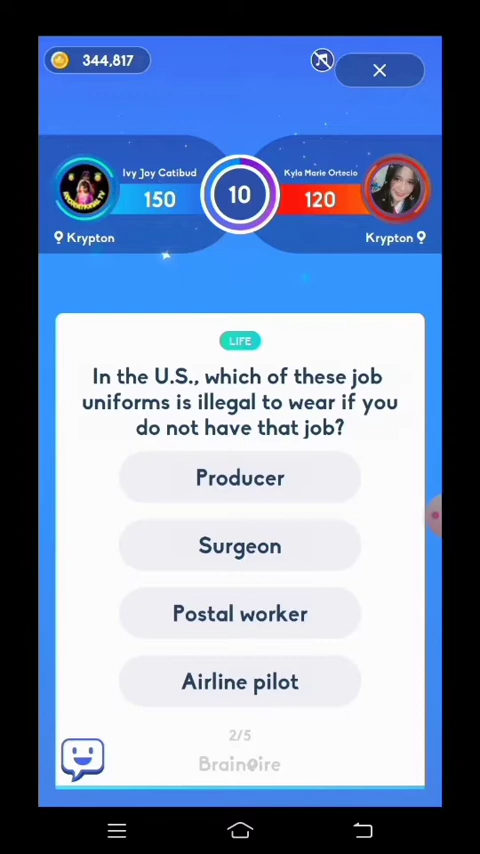 344,817
Ivy Joy Catibud
Kyla Marie Ortecio
150
10
120
Krypton
Krypton
LIFE
In the U.S., which of these job
uniforms is illegal to wear if you
do not have that job?
Producer
Surgeon
Postal worker
Airline pilot
2/5
Brainoire